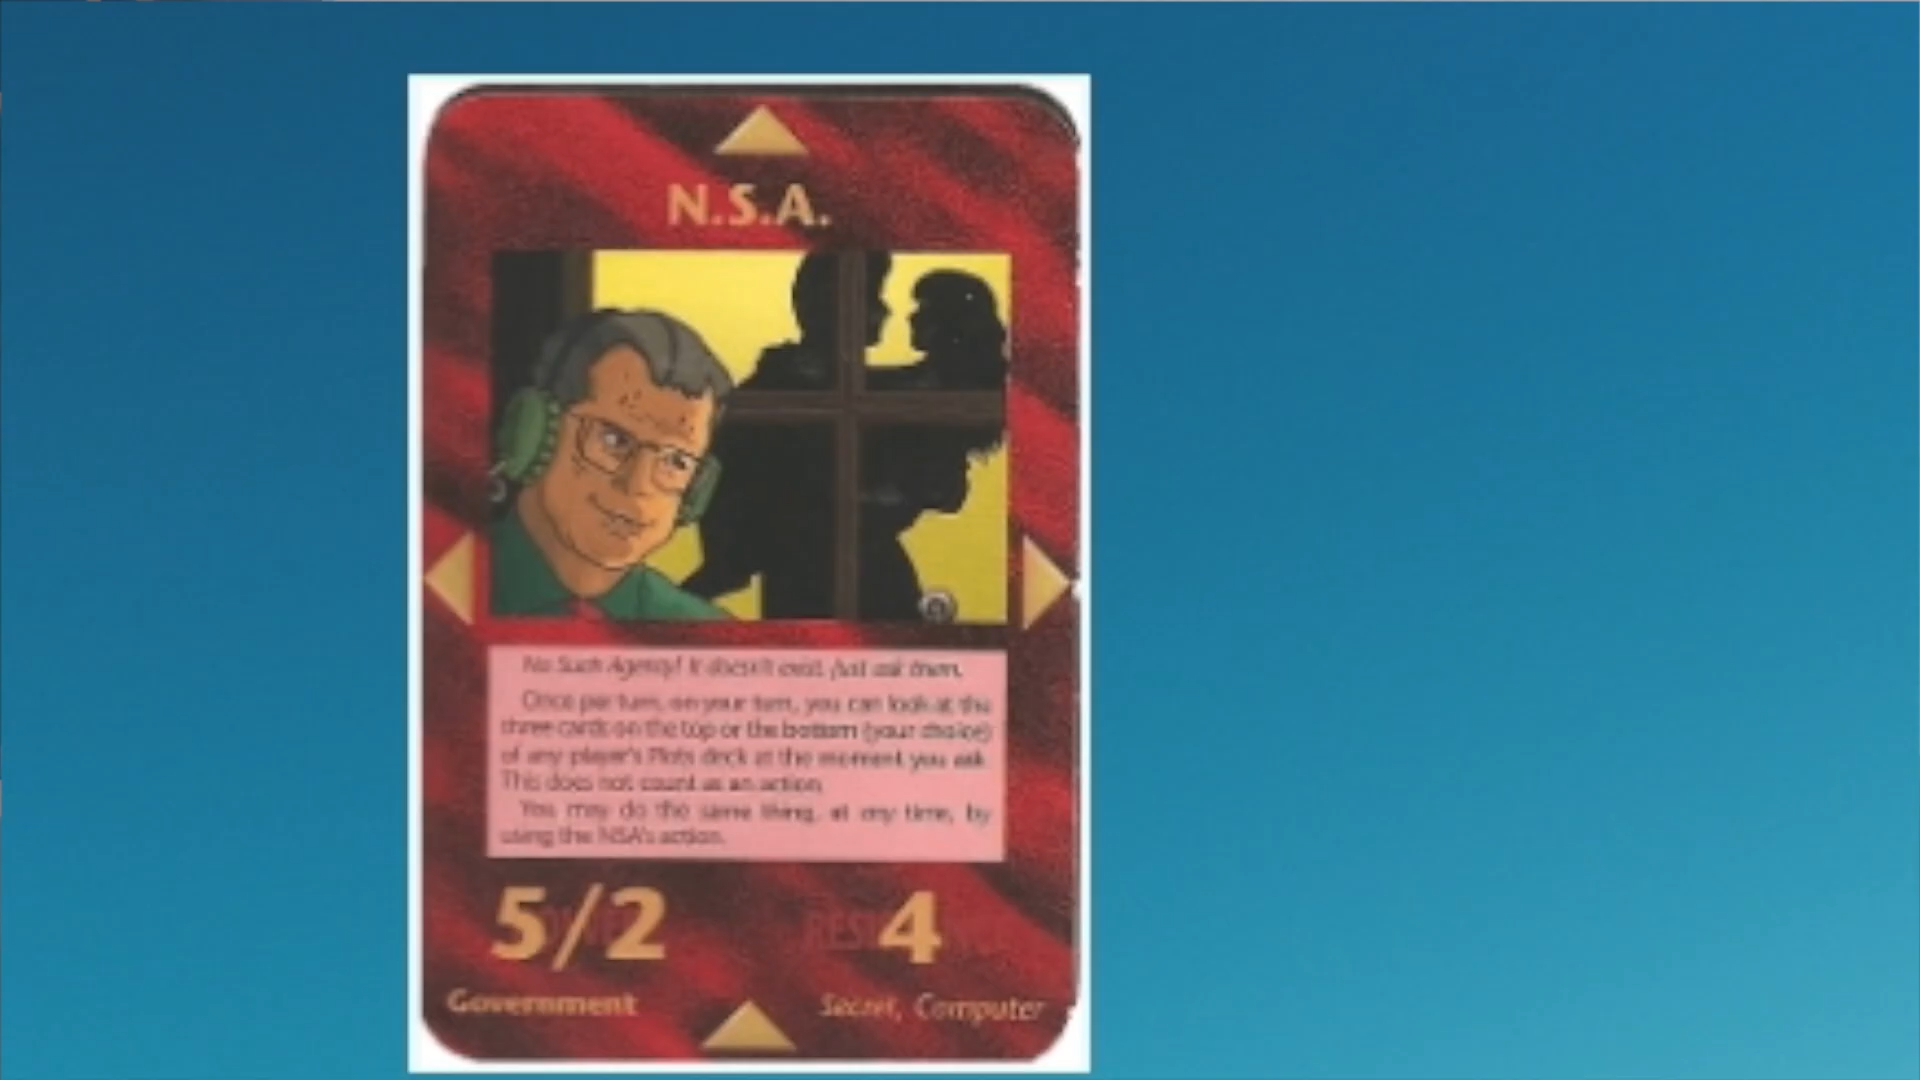 N.S.A.
No Such Agency! It doesn't exist. Just ask them.
Once per turn, on your turn, you can look at the
three cards on the top or the bottom (your choice)
of any player's Plots deck at the moment you ask.
This does not count as an action.
You may do the same thing, at any time, by
using the NSA's action.
5/2
4
Government
Secret, Computer